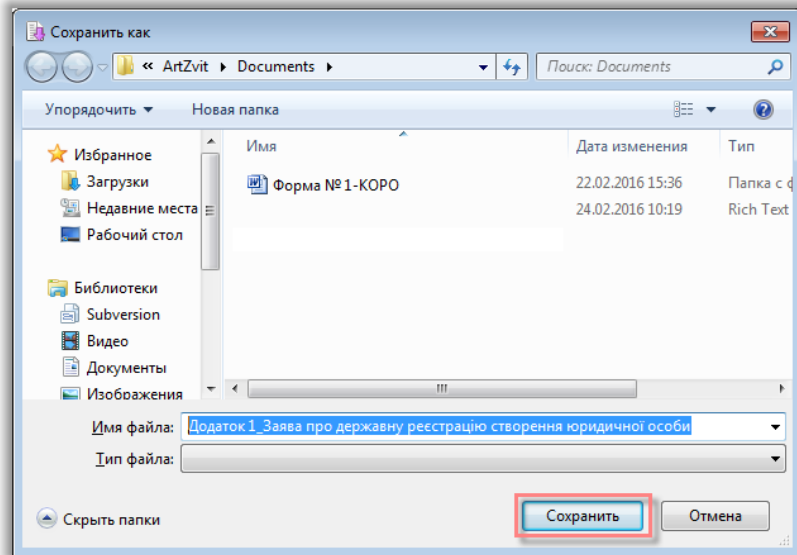 Сохранить как
« ArtZvit Documents
Поиск: Documents
Упорядочить Новая папка
Избранное
Загрузки
Недавние места
Рабочий стол
Библиотеки
Subversion
Видео
Документы
Изображения
Имя Дата изменения Тип
Форма № 1-КОРО 22.02.2016 15:36 Папка с
24.02.2016 10:19 Rich Text
Имя файла: Додаток 1_Заява про державну реєстрацію створення юридичної особи
Тип файла:
Скрыть папки
Сохранить Отмена